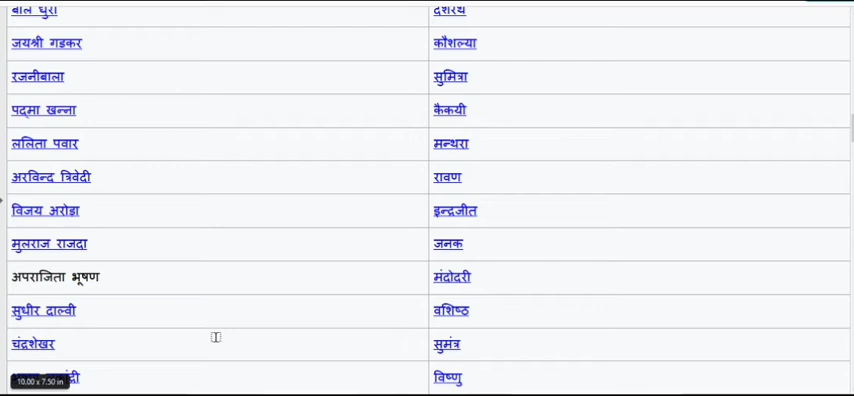 बाल धुरी दशरथ
जयश्री गडकर कौशल्या
रजनीबाला सुमित्रा
पद्मा खन्ना कैकयी
ललिता पवार मन्थरा
अरविन्द त्रिवेदी रावण
विजय अरोड़ा इन्द्रजीत
मुलराज राजदा जनक
अपराजिता भूषण मंदोदरी
सुधीर दाल्वी वशिष्ठ
चंद्रशेखर सुमंत्र
विष्णु
10.00 x 7.50 in